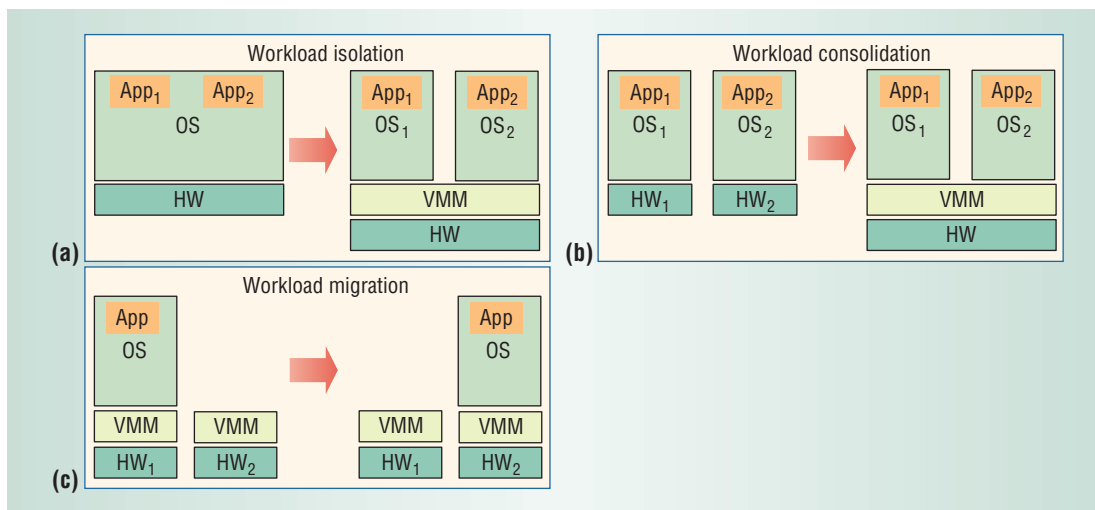 Workload isolation
App1 App2
OS
HW
App1 App2
OS1 OS2
VMM
HW
(a)
Workload consolidation
App1 App2
OS1 OS2
HW1 HW2
App1 App2
OS1 OS2
VMM
HW
(b)
Workload migration
App
OS
VMM VMM
HW1 HW2
App
OS
VMM VMM
HW1 HW2
(c)